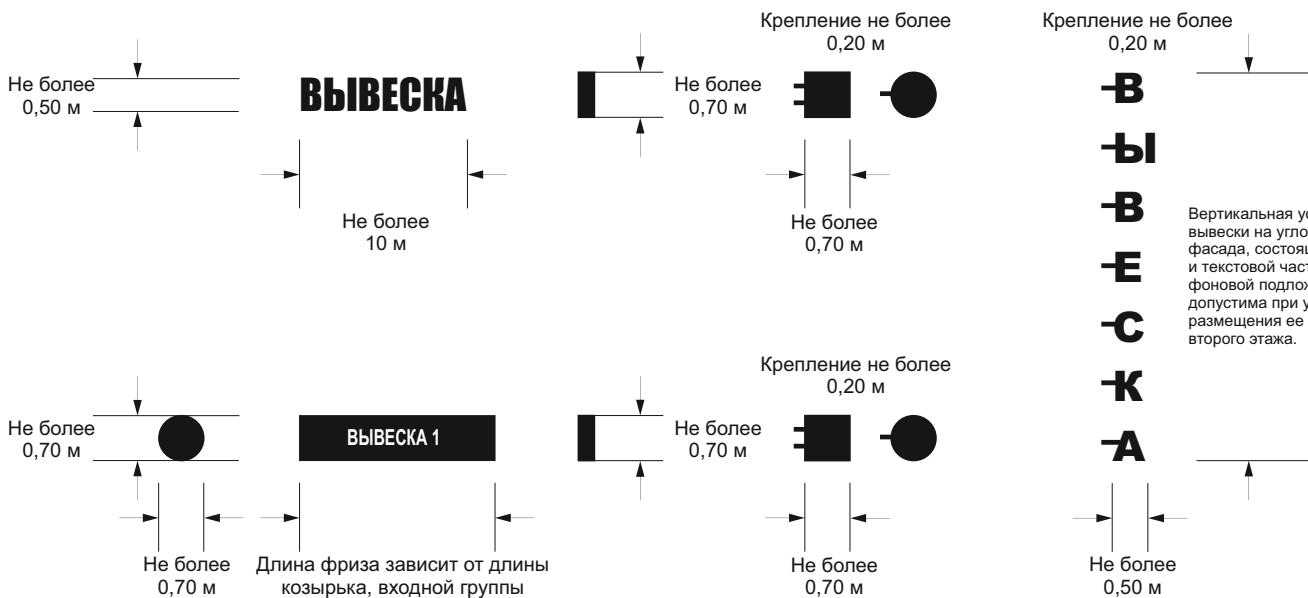 Крепление не более
0,20 м
Крепление не более
0,20 м
Не более
0,50 м
ВЫВЕСКА
Не более
0,70 м
Не более
10 м
Не более
0,70 м
В
Ы
В
Е
С
К
А
Вертикальная
вывески на
фасада,
и текстовой
фоновой
допустима при
размещения ее
второго этажа.
Крепление не более
0,20 м
Не более
0,70 м
ВЫВЕСКА 1
Не более
0,70 м
Не более
0,70 м
Длина фриза зависит от длины
козырька, входной группы
Не более
0,70 м
Не более
0,50 м